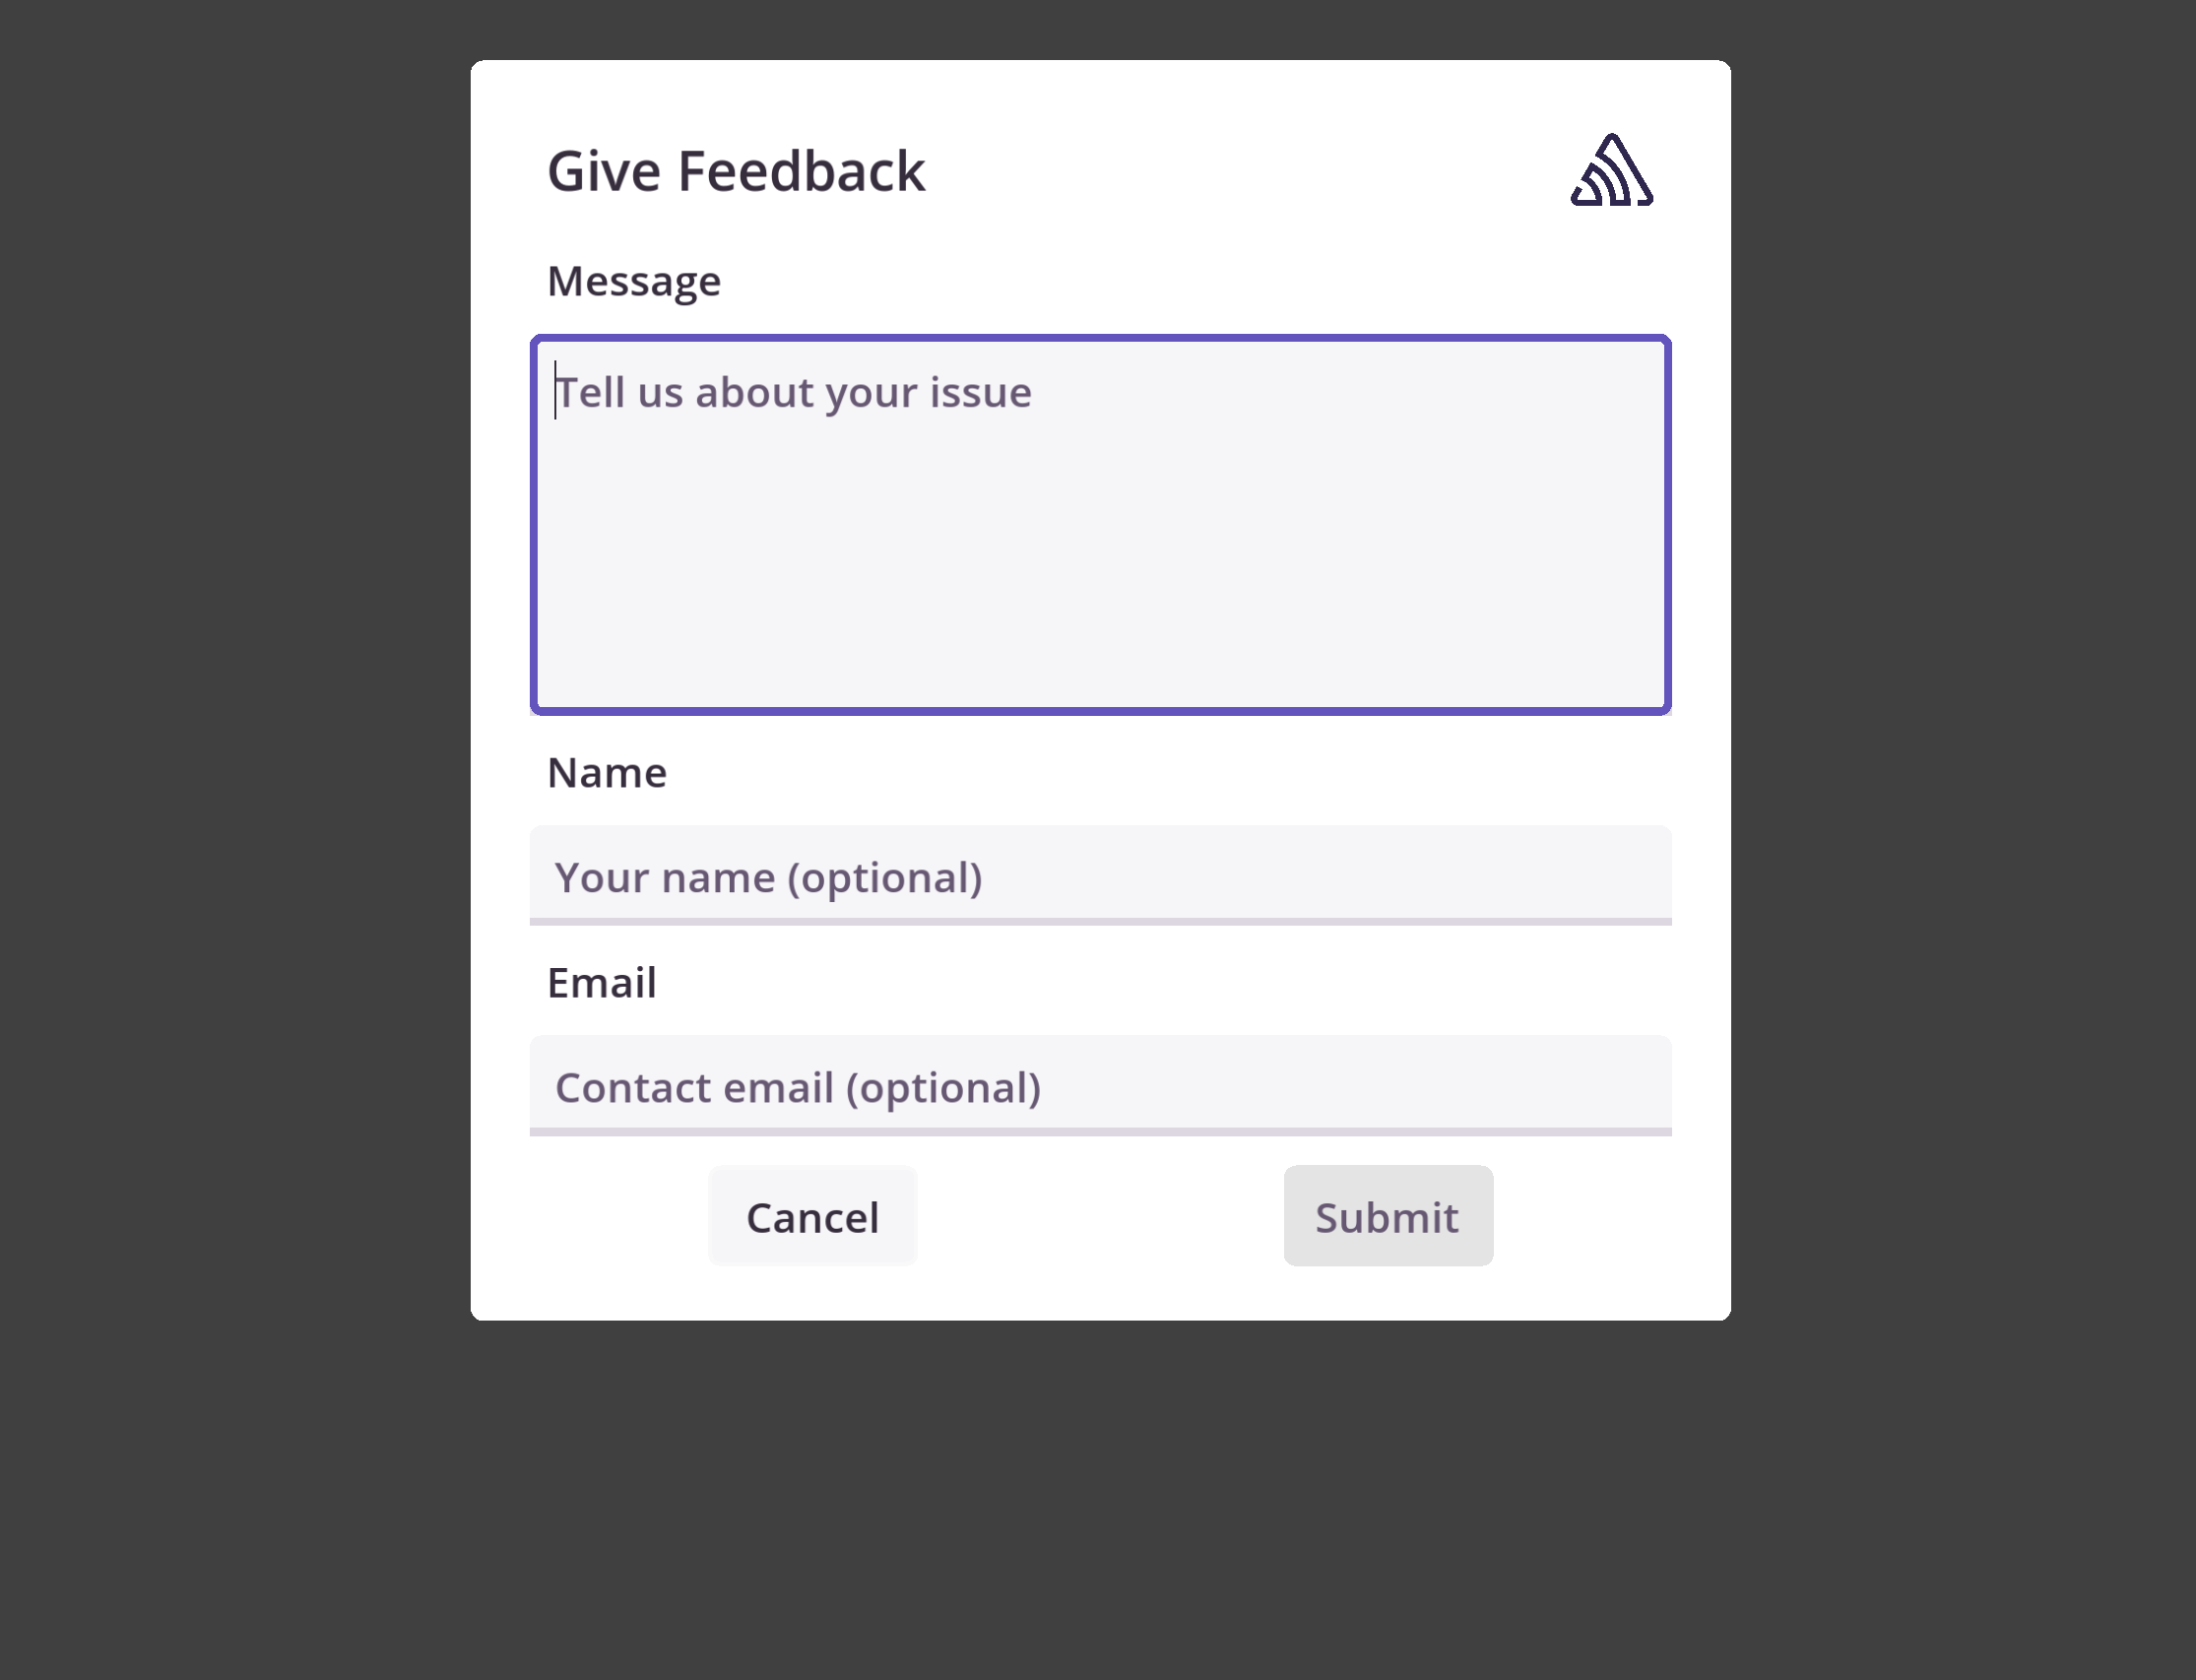 Give Feedback
Message
Tell us about your issue
Name
Your name (optional)
Email
Contact email (optional)
Cancel
Submit